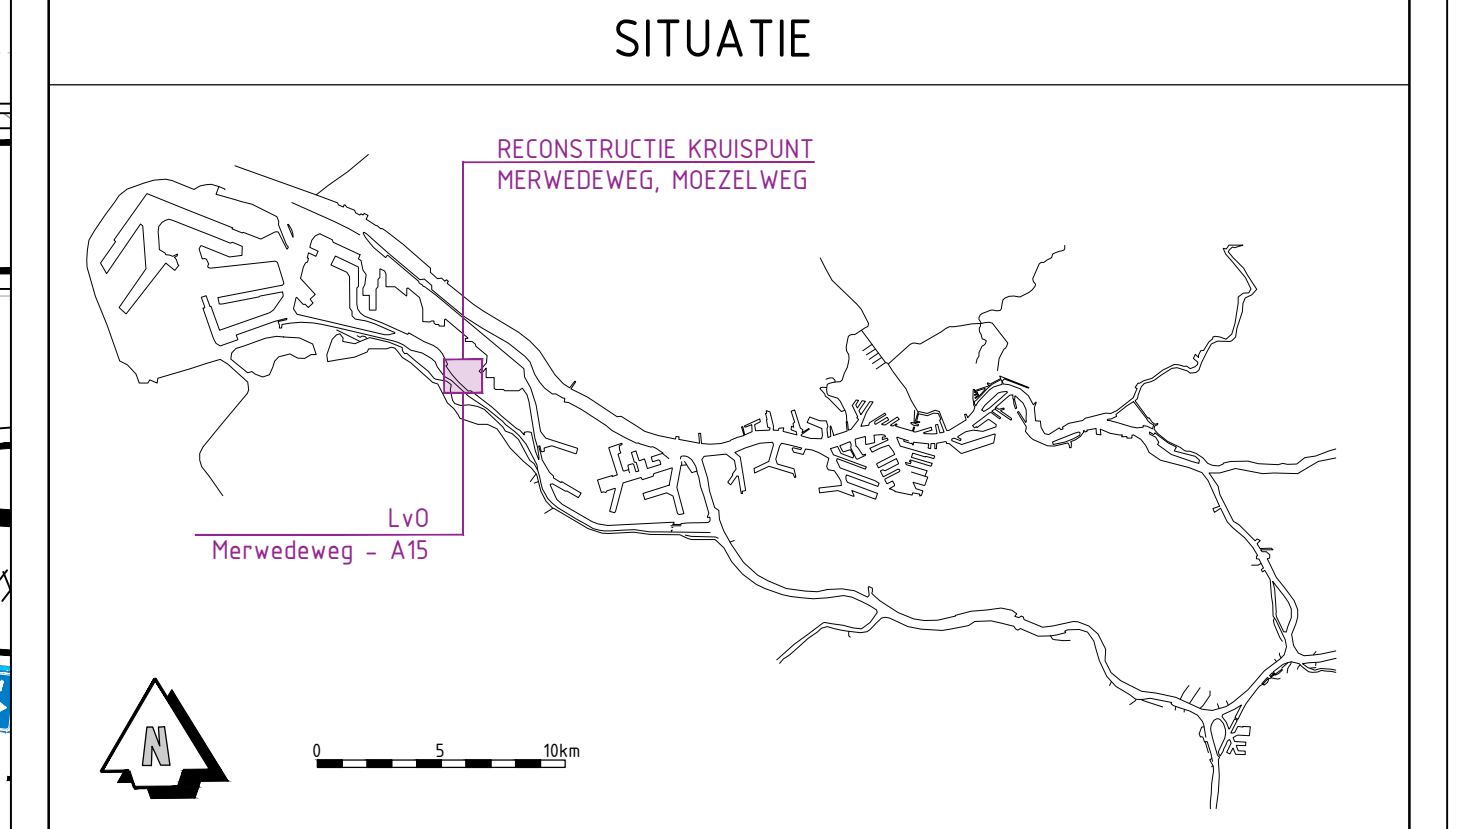 SITUATIE
RECONSTRUCTIE KRUISPUNT
MERWEDEWEG, MOEZELWEG
LvO
Merwedeweg - A15
N
0 5 10km